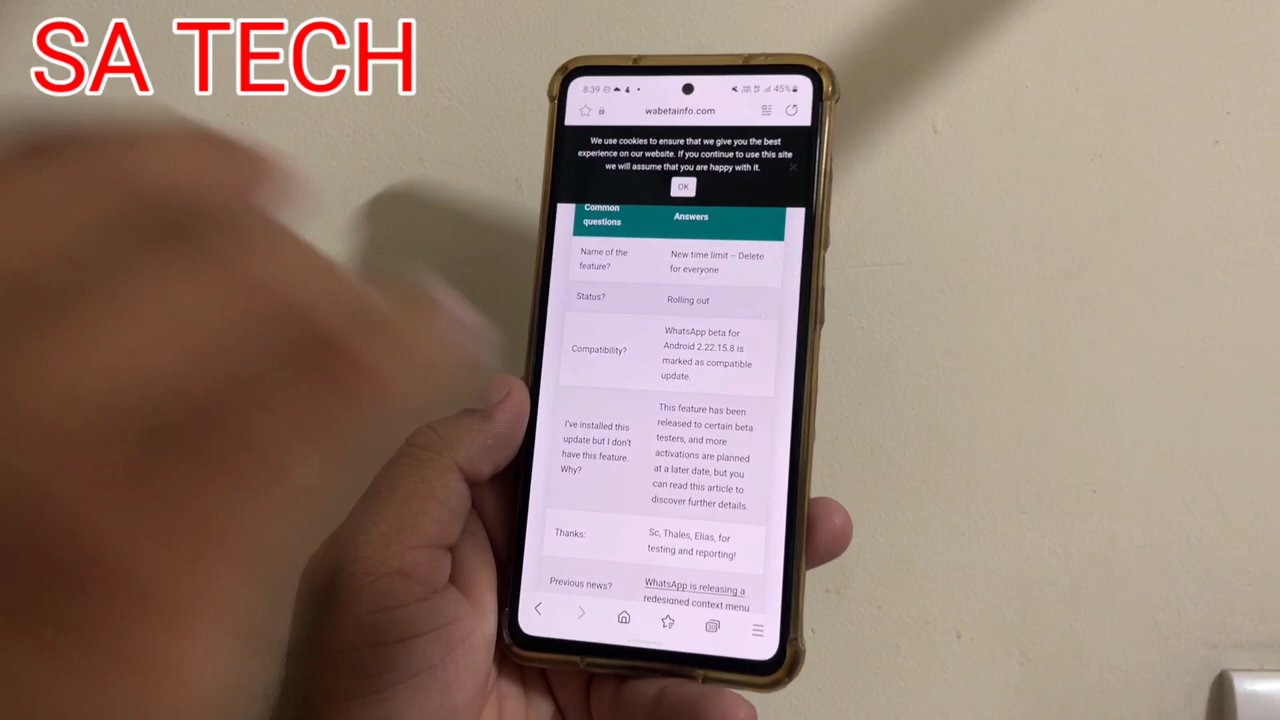 SA TECH
8:39
45%
wabetainfo.com
We use cookies to ensure that we give you the best
experience on our website. If you continue to use this site
we will assume that you are happy with it.
OK
Common
questions
Answers
Name of the
feature?
New time limit – Delete
for everyone
Status?
Rolling out
Compatibility?
WhatsApp beta for
Android 2.22.15.8 is
marked as compatible
update.
I've installed this
update but I don't
have this feature.
Why?
This feature has been
released to certain beta
testers, and more
activations are planned
at a later date, but you
can read this article to
discover further details.
Thanks:
Sc, Thales, Elias, for
testing and reporting!
Previous news?
WhatsApp is releasing a
redesigned context menu